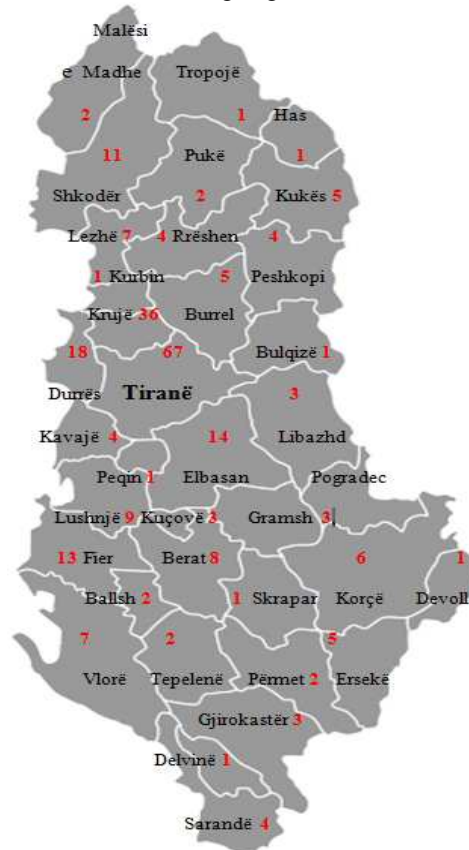 Malësi
e Madhe
Tropojë
2
1
Has
11
Pukë
1
Shkodër
2
Kukës 5
Lezhë 7
4 Rrëshen
4
1 Kurbin
5
Peshkopi
Krujë 36
Burrel
18
67
Bulqizë 1
Durrës
Tiranë
3
Kavajë 4
14
Libazhd
Peqin 1
Elbasan
Pogradec
Lushnjë 9
Kuçovë 3
Gramsh 3
13 Fier
Berat 8
6
1
Ballsh 2
1 Skrapar
Korçë
Devoll
7
2
5
Vlorë
Tepelenë
Përmet 2
Ersekë
Gjirokastër 3
Delvinë 1
Sarandë 4